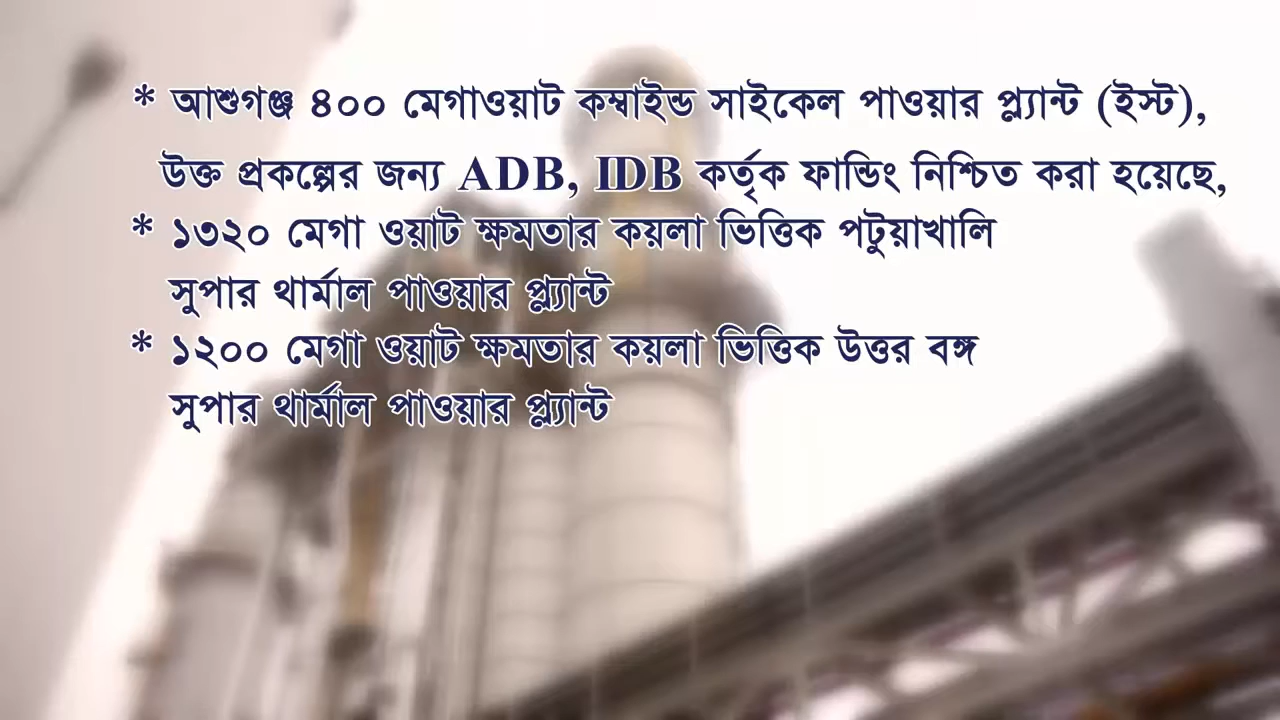 * আশুগঞ্জ ৪০০ মেগাওয়াট কম্বাইন্ড সাইকেল পাওয়ার প্ল্যান্ট (ইস্ট),
উক্ত প্রকল্পের জন্য ADB, IDB কর্তৃক ফান্ডিং নিশ্চিত করা হয়েছে,
* ১৩২০ মেগা ওয়াট ক্ষমতার কয়লা ভিত্তিক পটুয়াখালি
সুপার থার্মাল পাওয়ার প্ল্যান্ট
* ১২০০ মেগা ওয়াট ক্ষমতার কয়লা ভিত্তিক উত্তর বঙ্গ
সুপার থার্মাল পাওয়ার প্ল্যান্ট